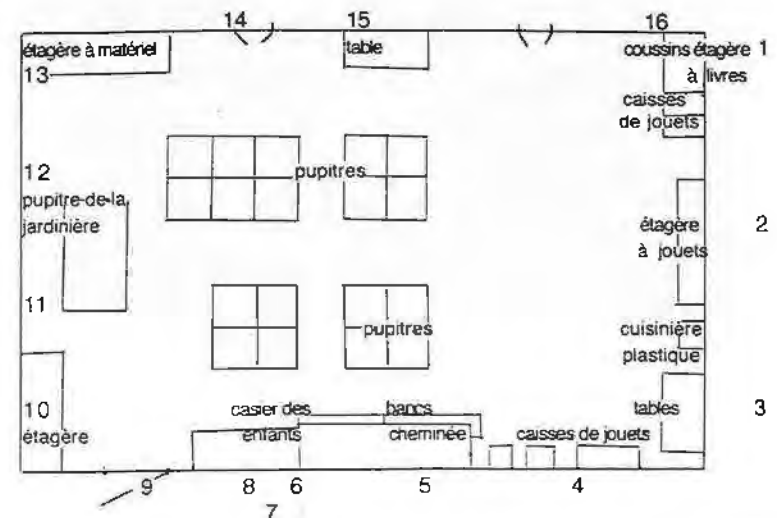 14 15 16
étagère à matériel table coussins étagère 1
13 à livres
caisses
de jouets
12 pupitres
pupitre-de-la
jardinière étagère 2
à jouets
11 pupitres cuisinière
plastique
10 casier des bancs tables 3
étagère enfants cheminée caisses de jouets
9 8 6 5 4
7